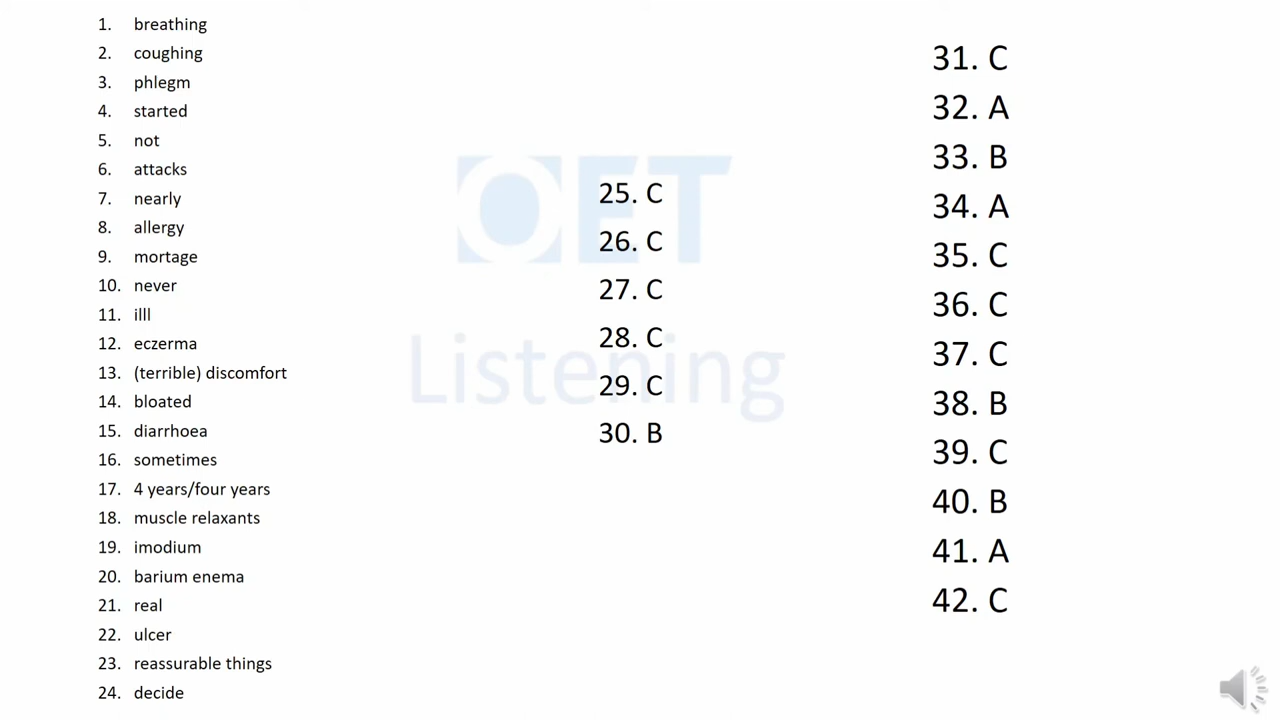 1. breathing
2. coughing
3. phlegm
4. started
5. not
6. attacks
7. nearly
8. allergy
9. mortage
10. never
11. illl
12. eczerma
13. (terrible) discomfort
14. bloated
15. diarrhoea
16. sometimes
17. 4 years/four years
18. muscle relaxants
19. imodium
20. barium enema
21. real
22. ulcer
23. reassurable things
24. decide
OET
Listening
25. C
26. C
27. C
28. C
29. C
30. B
31. C
32. A
33. B
34. A
35. C
36. C
37. C
38. B
39. C
40. B
41. A
42. C